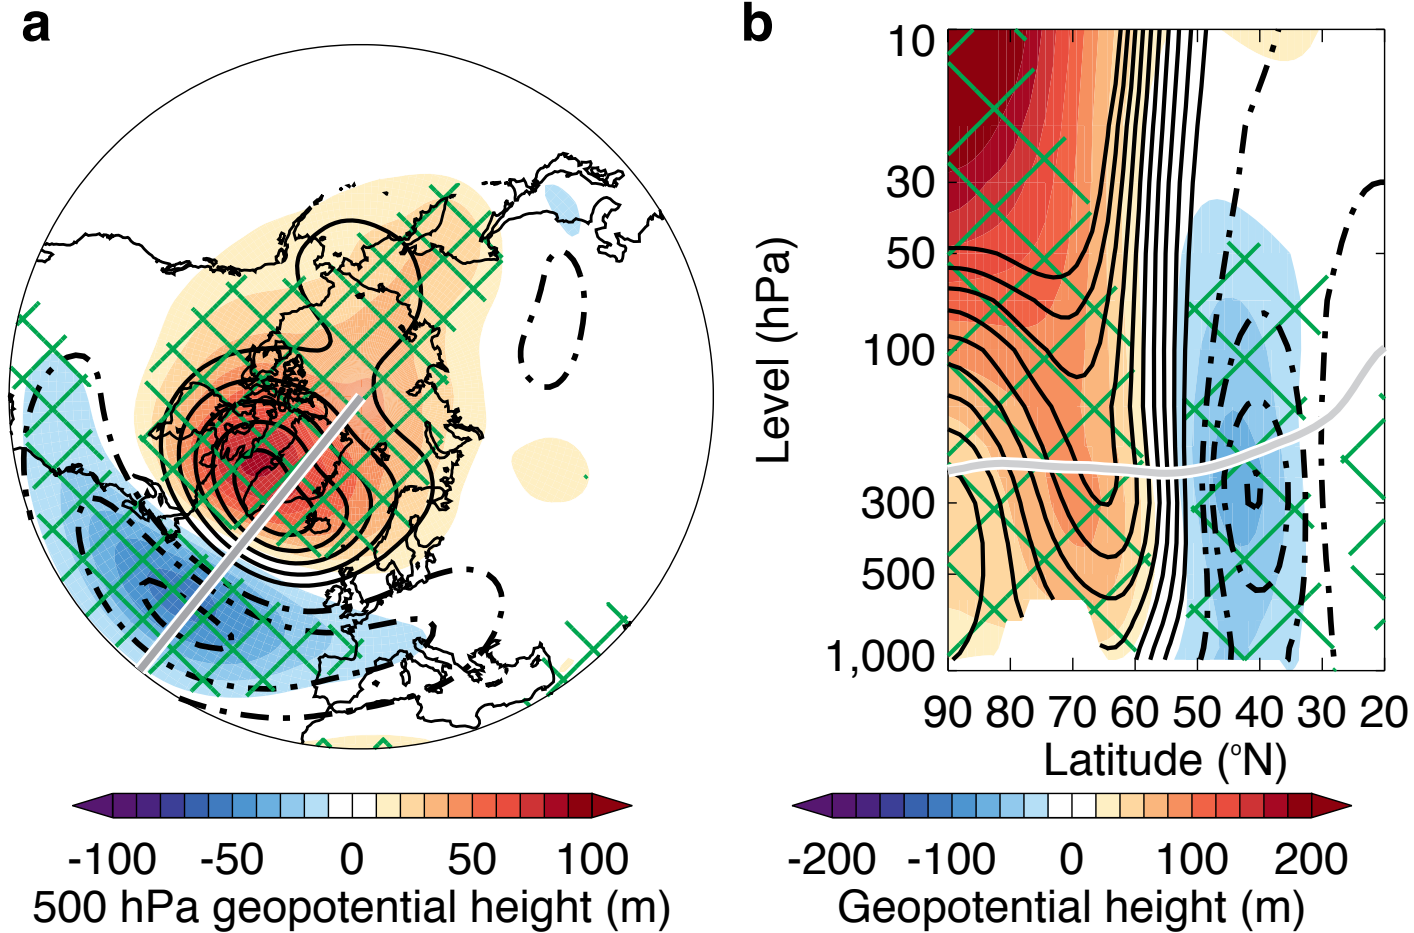 a
b
10
30
50
100
300
500
1,000
Level (hPa)
90 80 70 60 50 40 30 20
Latitude (°N)
-100 -50 0 50 100
500 hPa geopotential height (m)
-200 -100 0 100 200
Geopotential height (m)